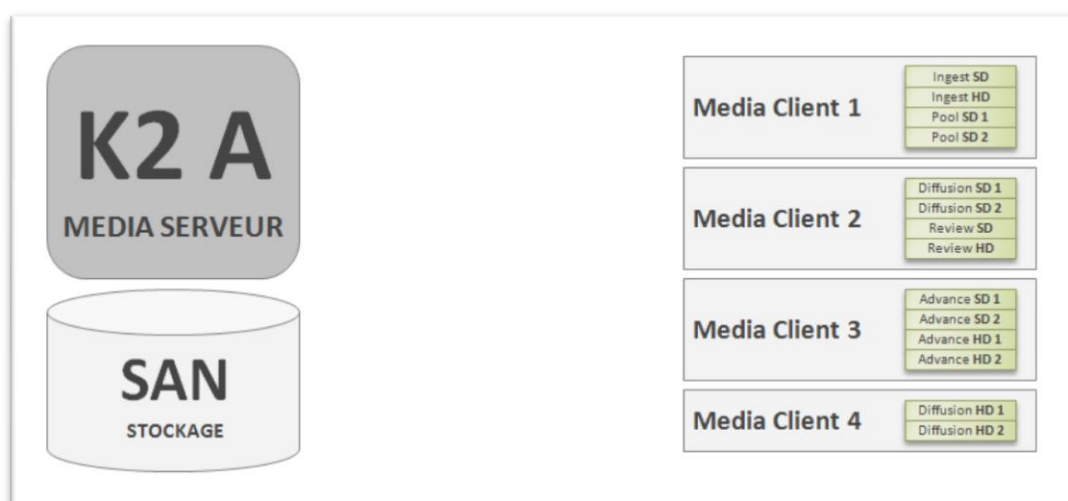 K2 A
MEDIA SERVEUR
SAN
STOCKAGE
Media Client 1
Ingest SD
Ingest HD
Pool SD 1
Pool SD 2
Media Client 2
Diffusion SD 1
Diffusion SD 2
Review SD
Review HD
Media Client 3
Advance SD 1
Advance SD 2
Advance HD 1
Advance HD 2
Media Client 4
Diffusion HD 1
Diffusion HD 2